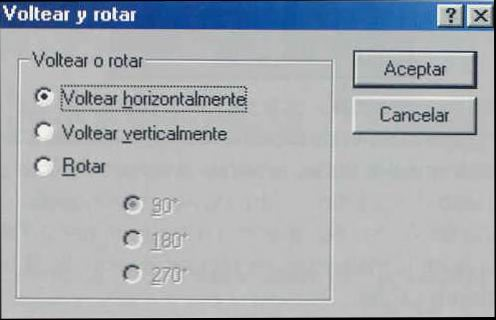 Voltear y rotar
Voltear o rotar
Voltear horizontalmente
Voltear verticalmente
Rotar
90°
180°
270°
Aceptar
Cancelar